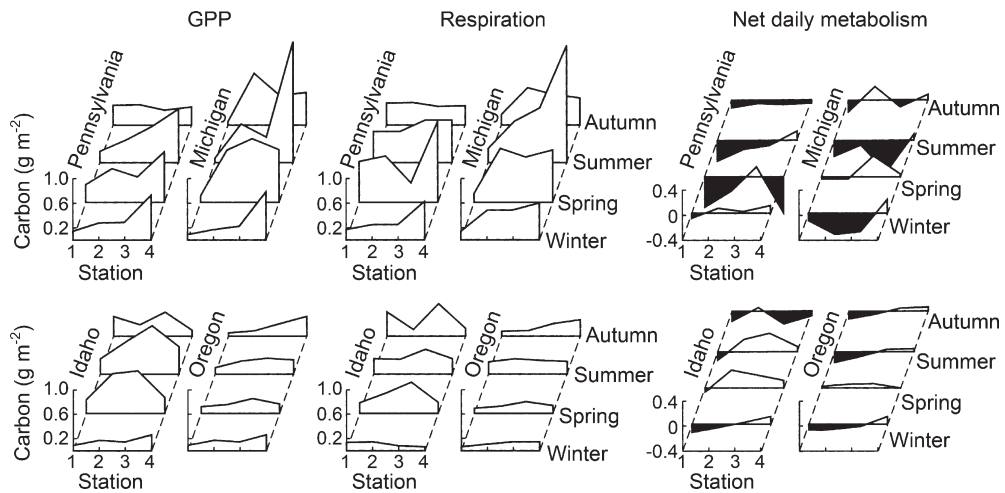 GPP
Respiration
Net daily metabolism
Pennsylvania
Michigan
Pennsylvania
Michigan
Pennsylvania
Michigan
Autumn
Autumn
Summer
Summer
Spring
Spring
Winter
Winter
Carbon (g m-2)
1.0
0.6
0.2
1 2 3 4
Station
1.0
0.6
0.2
1 2 3 4
Station
0.4
0
-0.4
1 2 3 4
Station
Idaho
Oregon
Idaho
Oregon
Idaho
Oregon
Autumn
Autumn
Summer
Summer
Spring
Spring
Winter
Winter
Carbon (g m-2)
1.0
0.6
0.2
1 2 3 4
Station
1.0
0.6
0.2
1 2 3 4
Station
0.4
0
-0.4
1 2 3 4
Station